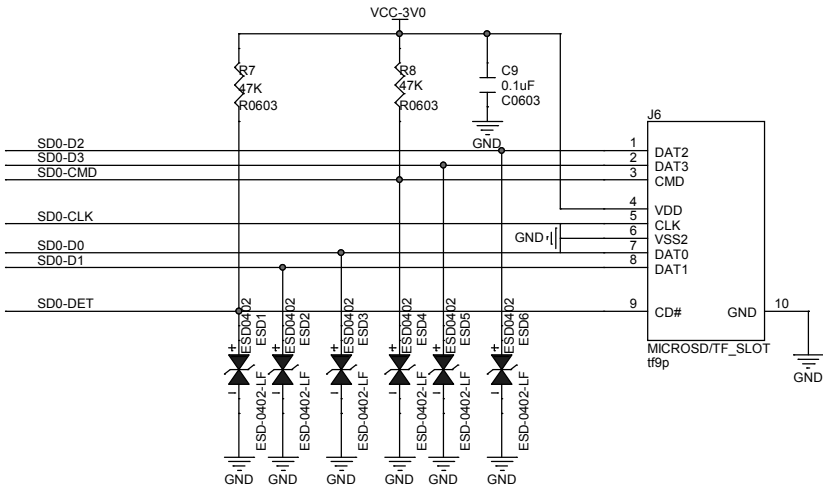 VCC-3V0
R7
47K
R0603
R8
47K
R0603
C9
0.1uF
C0603
GND
J6
SD0-D2
SD0-D3
SD0-CMD
SD0-CLK
SD0-D0
SD0-D1
SD0-DET
GND
1
2
3
4
5
6
7
8
9
DAT2
DAT3
CMD
VDD
CLK
VSS2
DAT0
DAT1
CD#
GND
10
MICROSD/TF_SLOT
tf9p
GND
ESD0402
ESD1
ESD0402
ESD2
ESD0402
ESD3
ESD0402
ESD4
ESD0402
ESD5
ESD0402
ESD6
+
+
+
+
+
+
ESD-0402-LF
ESD-0402-LF
ESD-0402-LF
ESD-0402-LF
ESD-0402-LF
ESD-0402-LF
GND
GND
GND
GND
GND
GND